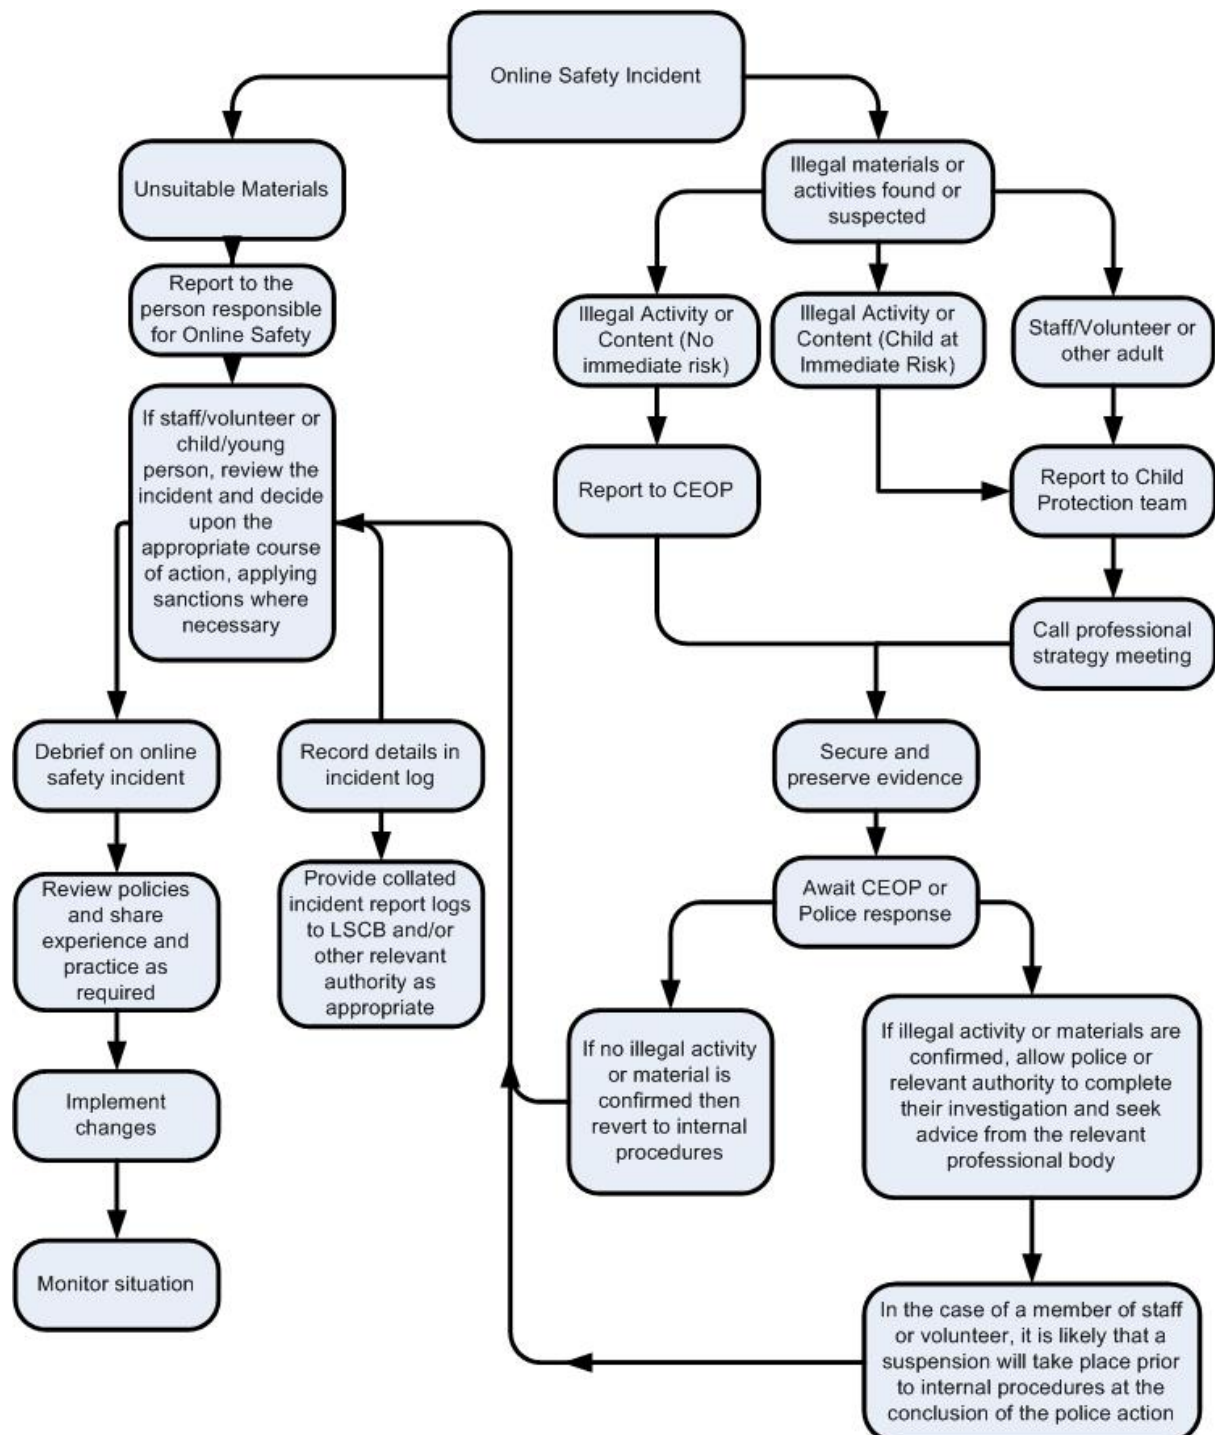 Online Safety Incident
Unsuitable Materials
Illegal materials or
activities found or
suspected
Report to the
person responsible
for Online Safety
Illegal Activity or
Content (No
immediate risk)
Illegal Activity or
Content (Child at
Immediate Risk)
Staff/Volunteer or
other adult
If staff/volunteer or
child/young
person, review the
incident and decide
upon the
appropriate course
of action, applying
sanctions where
necessary
Report to CEOP
Report to Child
Protection team
Call professional
strategy meeting
Debrief on online
safety incident
Record details in
incident log
Secure and
preserve evidence
Review policies
and share
experience and
practice as
required
Provide collated
incident report logs
to LSCB and/or
other relevant
authority as
appropriate
Await CEOP or
Police response
If no illegal activity
or material is
confirmed then
revert to internal
procedures
If illegal activity or materials are
confirmed, allow police or
relevant authority to complete
their investigation and seek
advice from the relevant
professional body
Implement
changes
Monitor situation
In the case of a member of staff
or volunteer, it is likely that a
suspension will take place prior
to internal procedures at the
conclusion of the police action